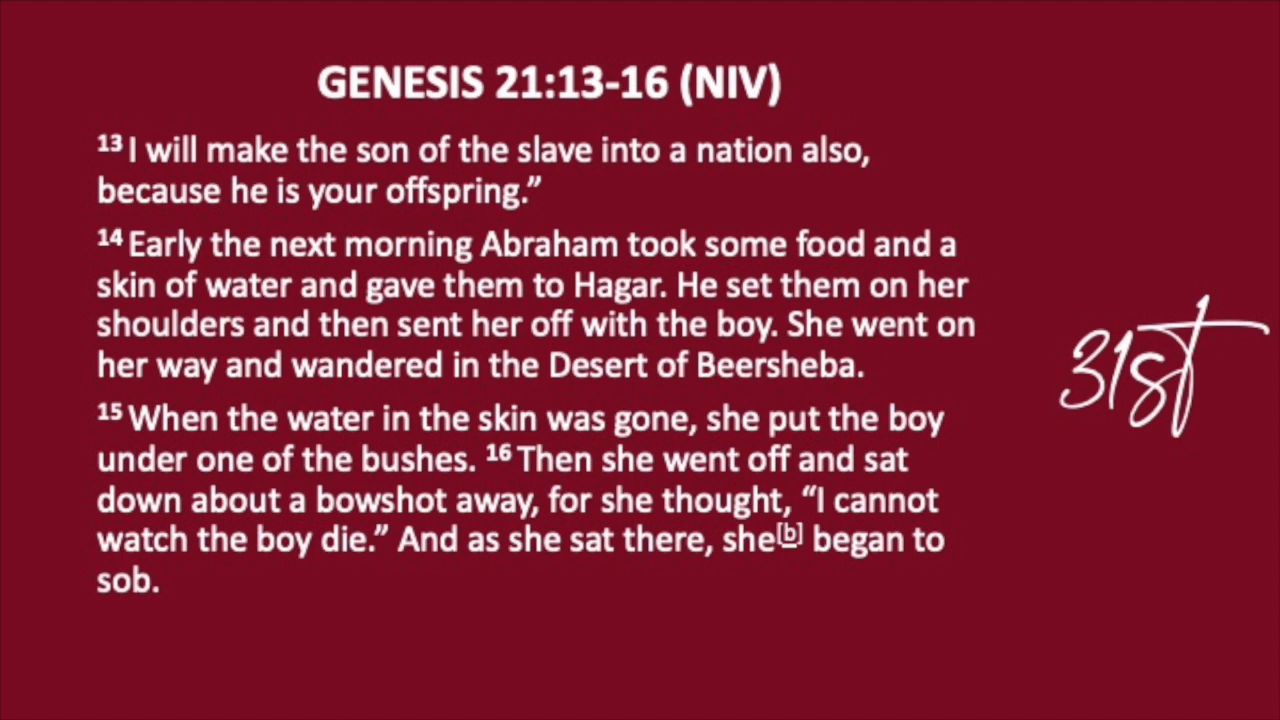 GENESIS 21:13-16 (NIV)
13 I will make the son of the slave into a nation also,
because he is your offspring.”
14 Early the next morning Abraham took some food and a
skin of water and gave them to Hagar. He set them on her
shoulders and then sent her off with the boy. She went on
her way and wandered in the Desert of Beersheba.
15 When the water in the skin was gone, she put the boy
under one of the bushes. 16 Then she went off and sat
down about a bowshot away, for she thought, “I cannot
watch the boy die.” And as she sat there, she[b] began to
sob.
31st